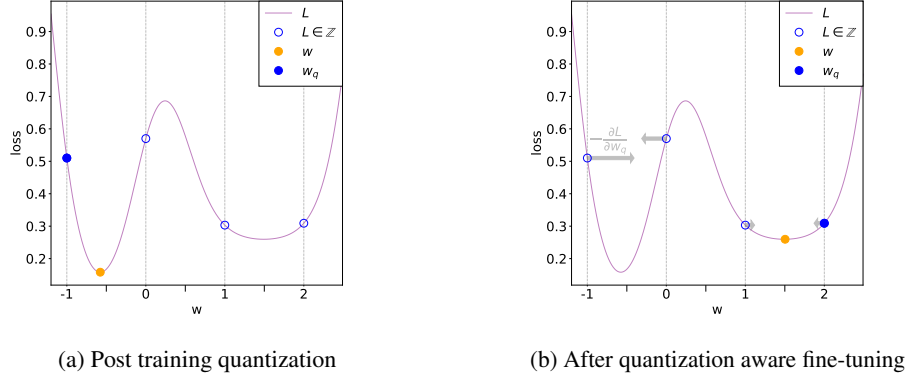 0.9
0.8
0.7
0.6
0.5
0.4
0.3
0.2
loss
-1
0
1
2
w
L
L ∈ ℤ
w
w_q
(a) Post training quantization
0.9
0.8
0.7
0.6
0.5
0.4
0.3
0.2
loss
-1
0
1
2
w
L
L ∈ ℤ
w
w_q
−∂L/∂w_q
(b) After quantization aware fine-tuning